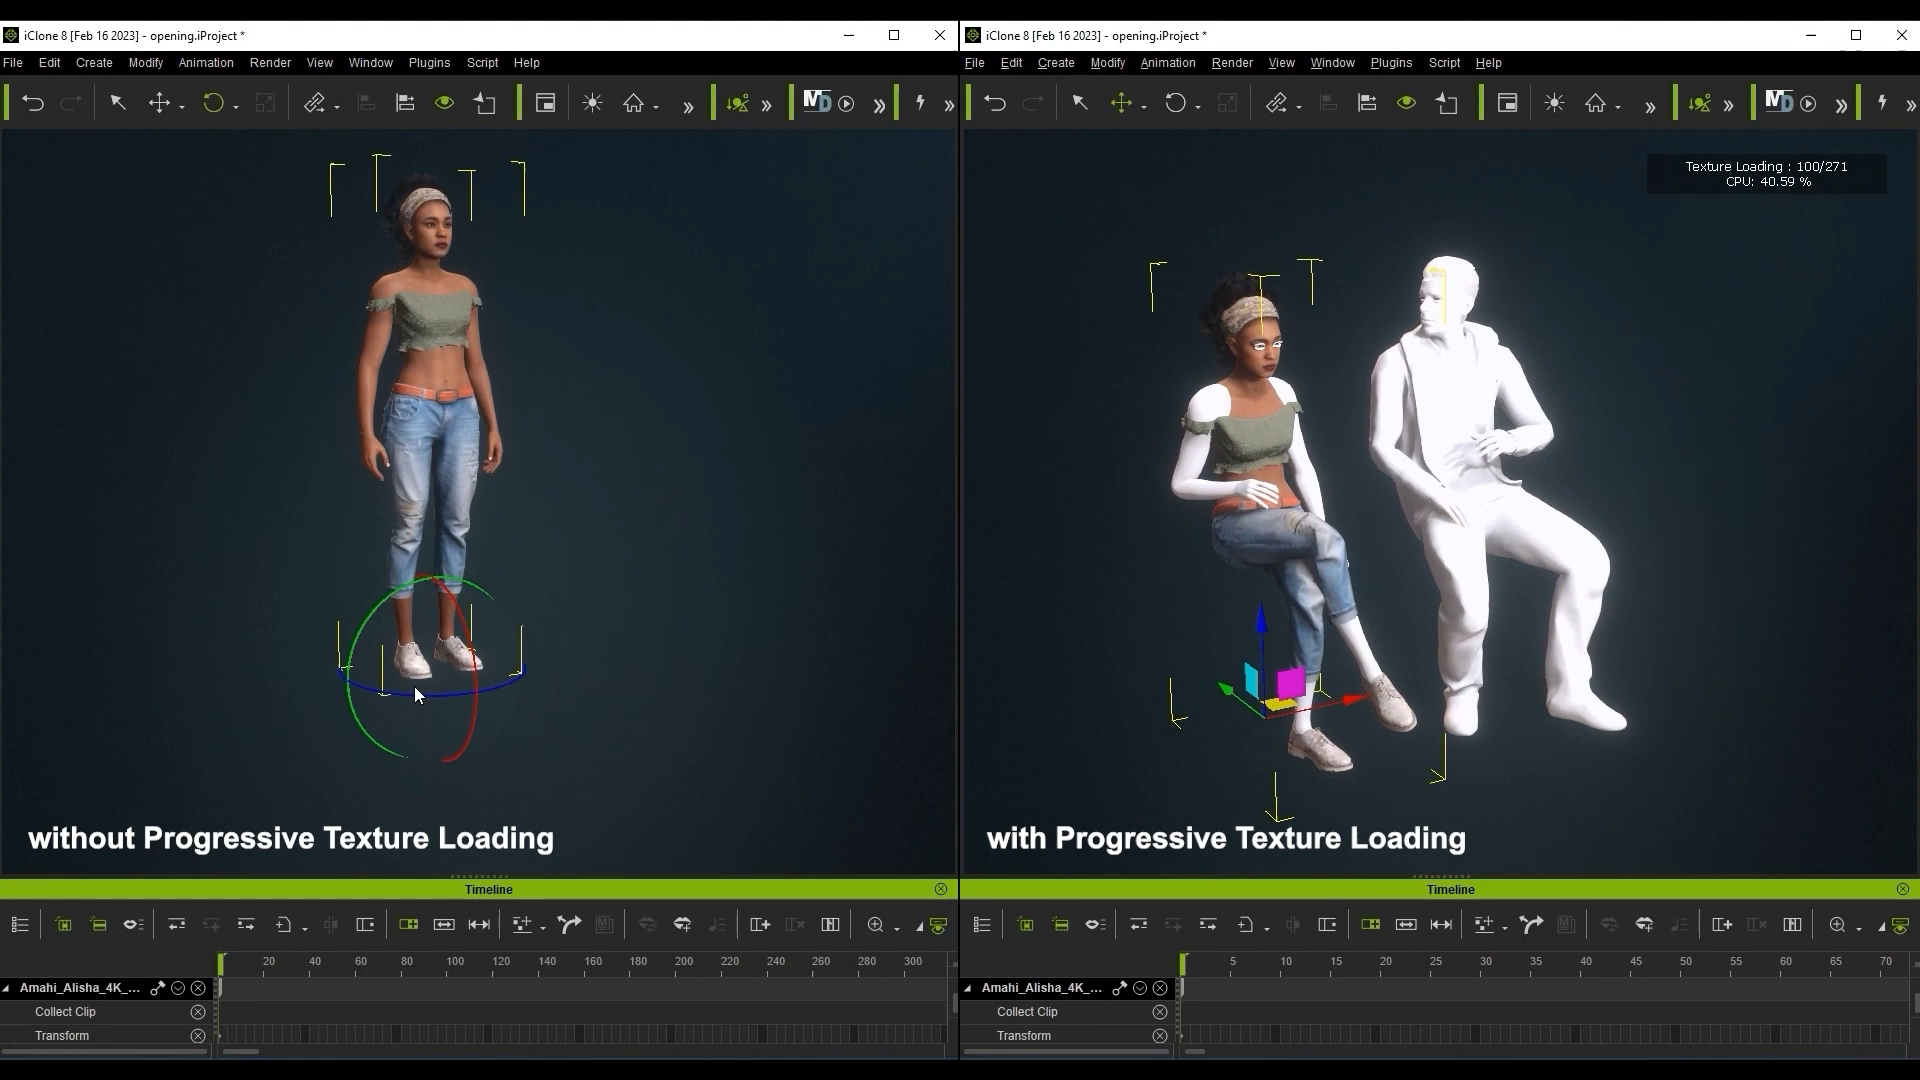 iClone 8 [Feb 16 2023] - opening.iProject *
File Edit Create Modify Animation Render View Window Plugins Script Help
MD
without Progressive Texture Loading
Timeline
20 40 60 80 100 120 140 160 180 200 220 240 260 280 300
Amahi_Alisha_4K_...
Collect Clip
Transform
iClone 8 [Feb 16 2023] - opening.iProject *
File Edit Create Modify Animation Render View Window Plugins Script Help
MD
Texture Loading : 100/271
CPU: 40.59 %
with Progressive Texture Loading
Timeline
5 10 15 20 25 30 35 40 45 50 55 60 65 70
Amahi_Alisha_4K_...
Collect Clip
Transform